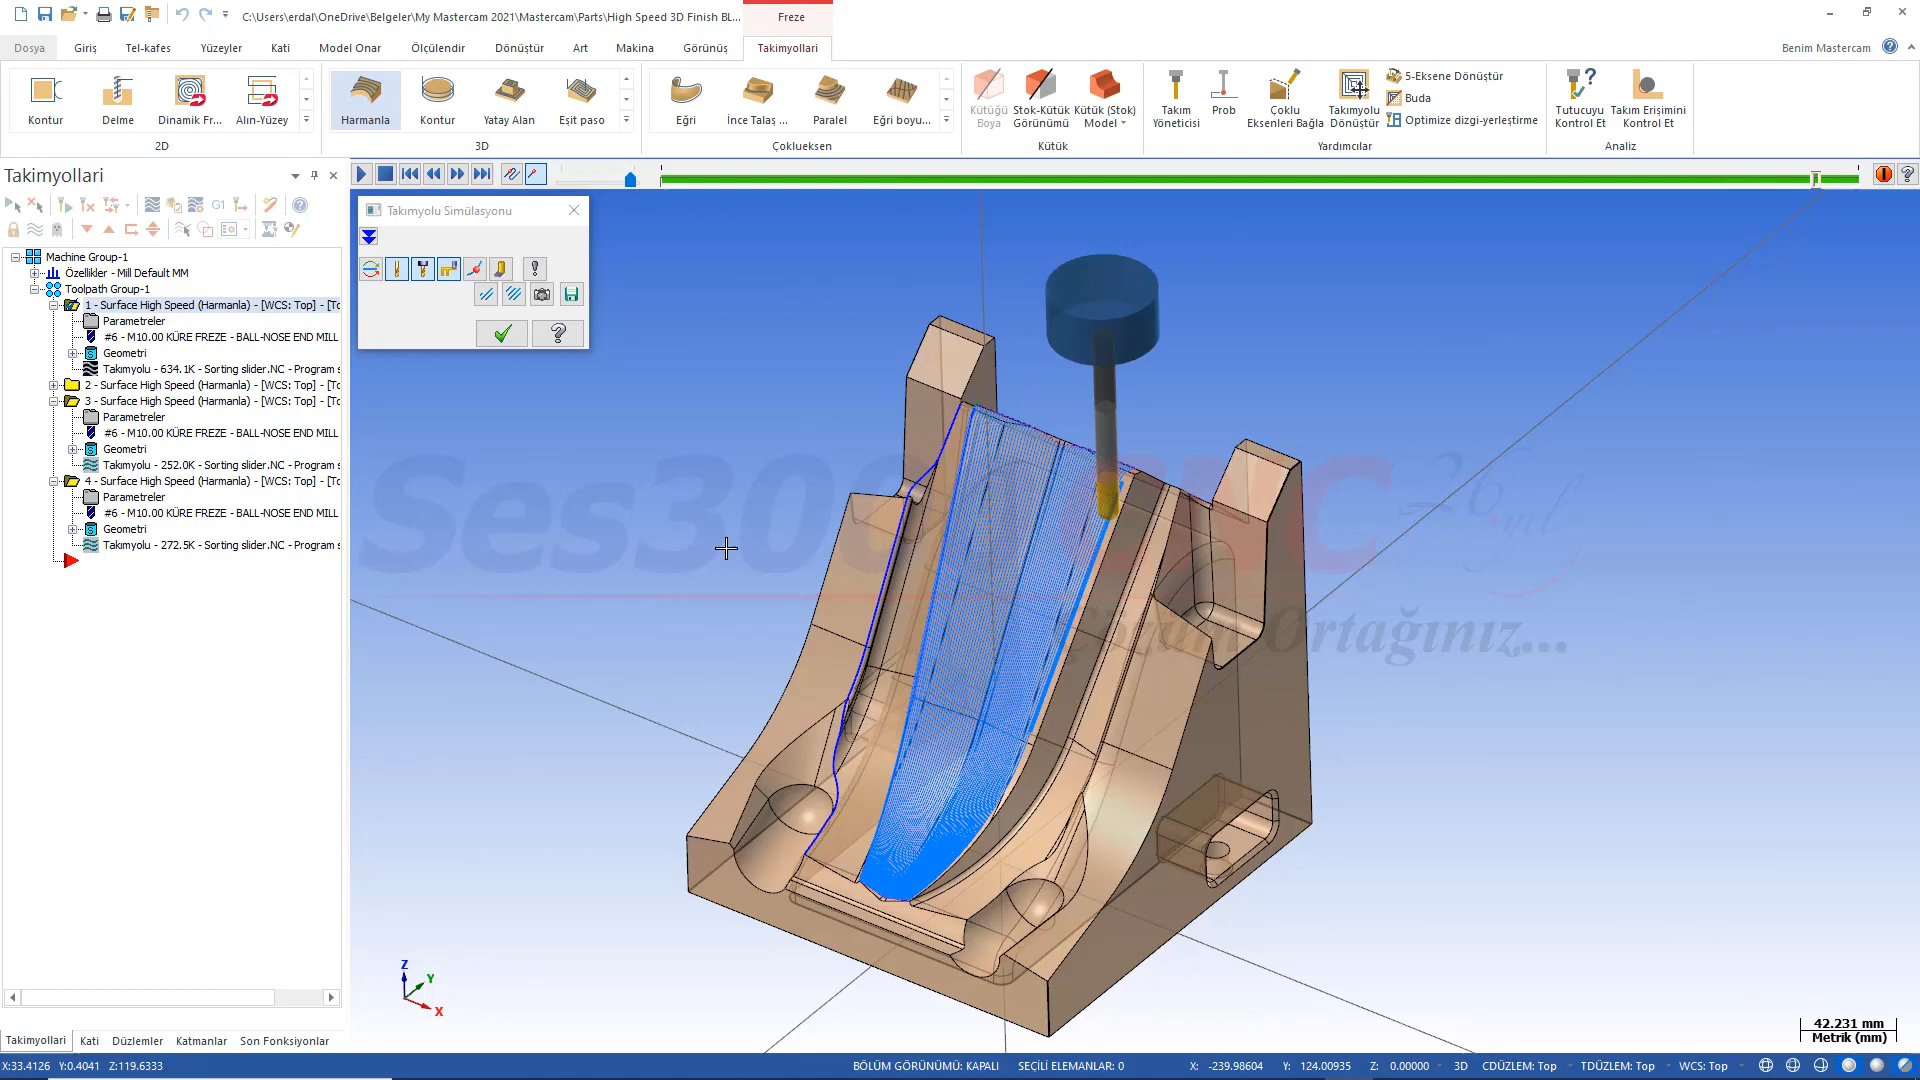 C:\Users\erdal\OneDrive\Belgeler\My Mastercam 2021\Mastercam\Parts\High Speed 3D Finish BL...
Freze
Dosya Giriş Tel-kafes Yüzeyler Kati Model Onar Ölçülendir Dönüştür Art Makina Görünüş Takimyollari Benim Mastercam
Kontur Delme Dinamik Fr... Alın-Yüzey
2D
Harmanla Kontur Yatay Alan Eşit paso
3D
Eğri İnce Talaş ... Paralel Eğri boyu...
Çoklueksen
Kütüğü Boya
Stok-Kütük Görünümü
Kütük (Stok) Model
Kütük
Takım Yöneticisi
Prob
Çoklu Eksenleri Bağla
Takımyolu Dönüştür
5-Eksene Dönüştür
Buda
Optimize dizgi-yerleştirme
Yardımcılar
Tutucuyu Kontrol Et
Takım Erişimini Kontrol Et
Analiz
Takimyollari
G1
Machine Group-1
Özellikler - Mill Default MM
Toolpath Group-1
1 - Surface High Speed (Harmanla) - [WCS: Top] - [To
Parametreler
#6 - M10.00 KÜRE FREZE - BALL-NOSE END MILL
Geometri
Takımyolu - 634.1K - Sorting slider.NC - Program s
2 - Surface High Speed (Harmanla) - [WCS: Top] - [To
3 - Surface High Speed (Harmanla) - [WCS: Top] - [To
Parametreler
#6 - M10.00 KÜRE FREZE - BALL-NOSE END MILL
Geometri
Takımyolu - 252.0K - Sorting slider.NC - Program s
4 - Surface High Speed (Harmanla) - [WCS: Top] - [To
Parametreler
#6 - M10.00 KÜRE FREZE - BALL-NOSE END MILL
Geometri
Takımyolu - 272.5K - Sorting slider.NC - Program s
Takımyolu Simülasyonu
Ses3000 CNC
26.yıl
Çözüm Ortağınız...
Z
Y
X
42.231 mm
Metrik (mm)
Takimyollari Kati Düzlemler Katmanlar Son Fonksiyonlar
X:33.4126 Y:0.4041 Z:119.6333 BÖLÜM GÖRÜNÜMÜ: KAPALI SEÇİLİ ELEMANLAR: 0 X: -239.98604 Y: 124.00935 Z: 0.00000 3D CDÜZLEM: Top TDÜZLEM: Top WCS: Top